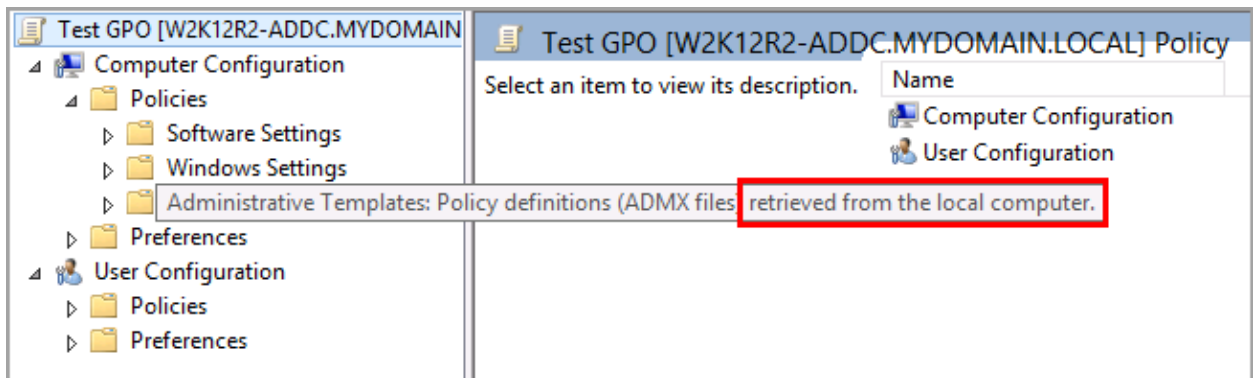 Test GPO [W2K12R2-ADDC.MYDOMAIN
Computer Configuration
Policies
Software Settings
Windows Settings
Administrative Templates: Policy definitions (ADMX files) retrieved from the local computer.
Preferences
User Configuration
Policies
Preferences
Test GPO [W2K12R2-ADDC.MYDOMAIN.LOCAL] Policy
Select an item to view its description.
Name
Computer Configuration
User Configuration